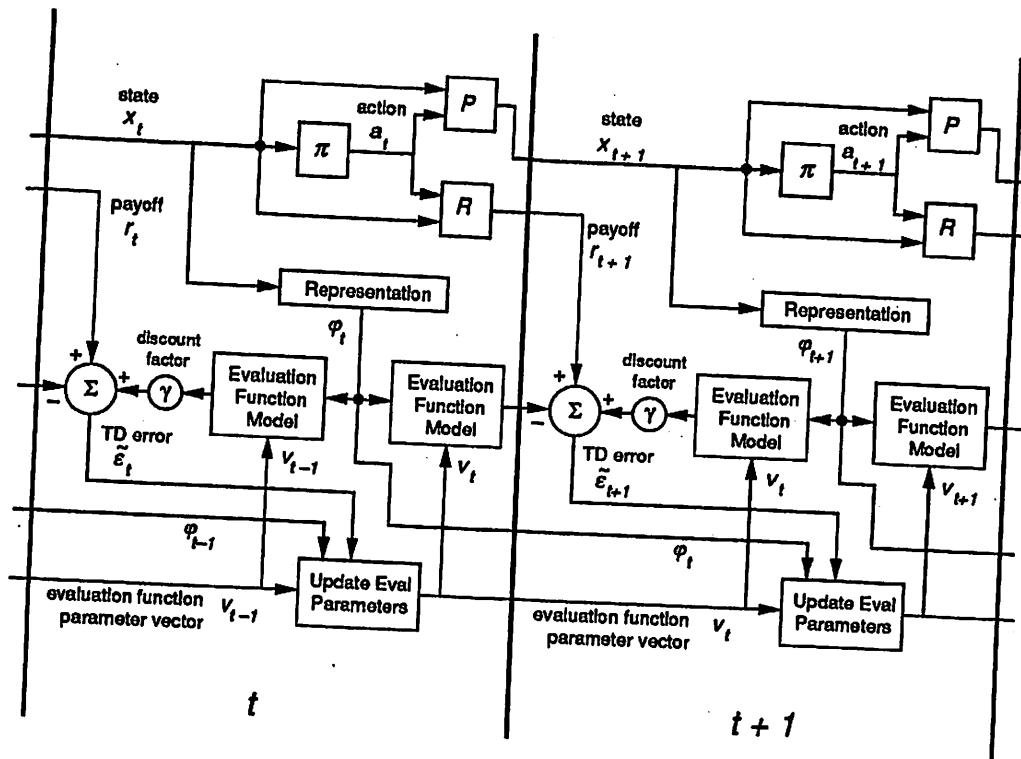 state
x_t
action
a_t
P
π
R
payoff
r_t
Representation
φ_t
discount
factor
+
+
−
Σ
γ
Evaluation
Function
Model
Evaluation
Function
Model
TD error
ε̃_t
v_{t−1}
v_t
φ_{t−1}
Update Eval
Parameters
evaluation function
parameter vector
v_{t−1}
t
state
x_{t+1}
action
a_{t+1}
P
π
R
payoff
r_{t+1}
Representation
φ_{t+1}
discount
factor
+
+
−
Σ
γ
Evaluation
Function
Model
Evaluation
Function
Model
TD error
ε̃_{t+1}
v_t
v_{t+1}
φ_t
Update Eval
Parameters
evaluation function
parameter vector
v_t
t + 1